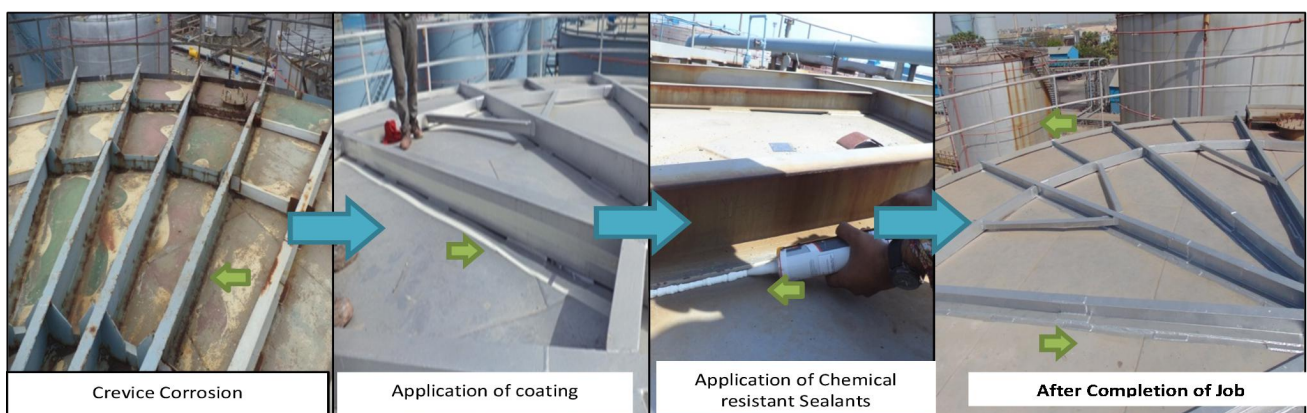 Crevice Corrosion
Application of coating
Application of Chemical
resistant Sealants
After Completion of Job